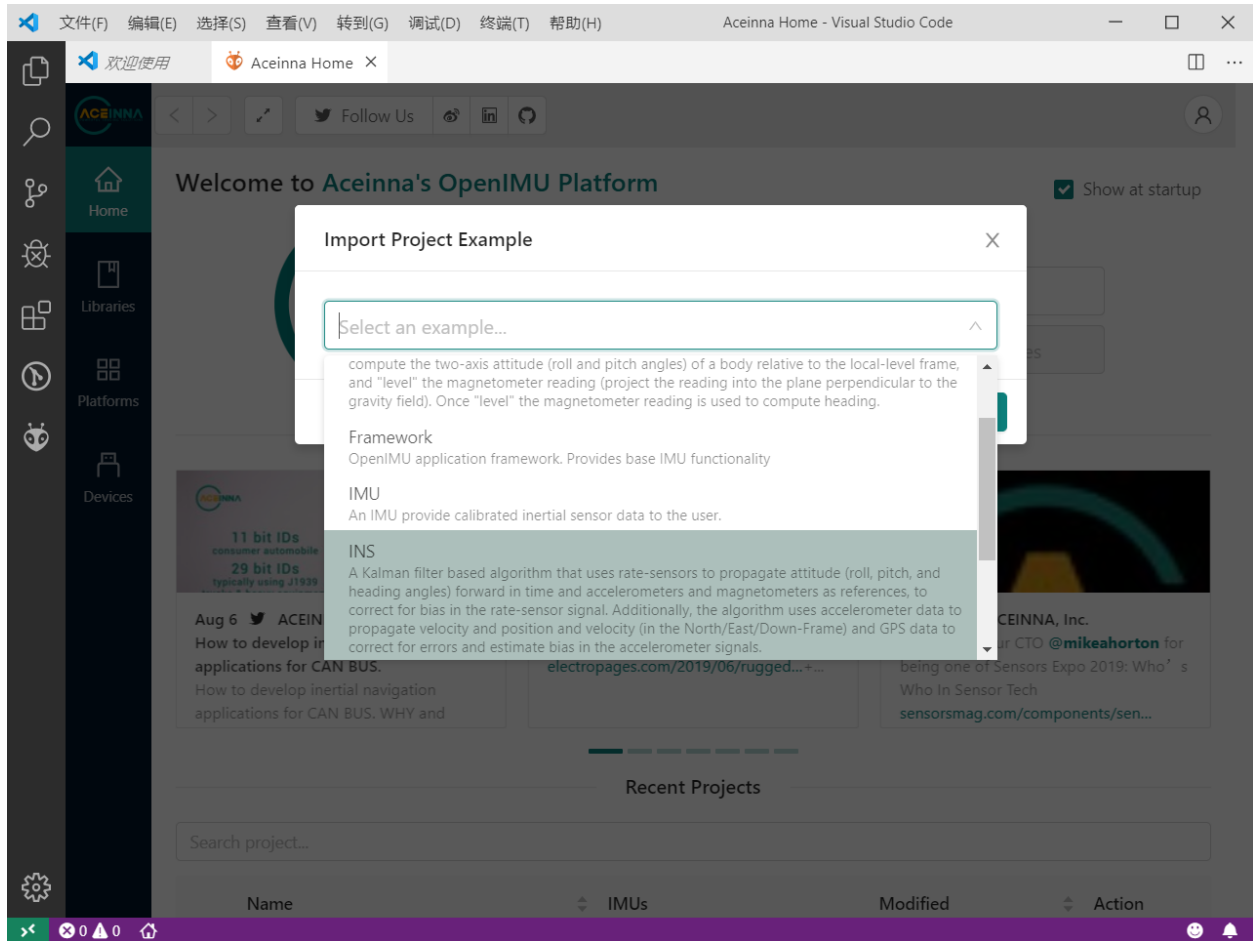 文件(F) 编辑(E) 选择(S) 查看(V) 转到(G) 调试(D) 终端(T) 帮助(H) Aceinna Home - Visual Studio Code
欢迎使用 Aceinna Home
ACEINNA
Follow Us
Home
Libraries
Platforms
Devices
Welcome to Aceinna's OpenIMU Platform
Show at startup
Import Project Example
Select an example...
compute the two-axis attitude (roll and pitch angles) of a body relative to the local-level frame,
and "level" the magnetometer reading (project the reading into the plane perpendicular to the
gravity field). Once "level" the magnetometer reading is used to compute heading.
Framework
OpenIMU application framework. Provides base IMU functionality
IMU
An IMU provide calibrated inertial sensor data to the user.
INS
A Kalman filter based algorithm that uses rate-sensors to propagate attitude (roll, pitch, and
heading angles) forward in time and accelerometers and magnetometers as references, to
correct for bias in the rate-sensor signal. Additionally, the algorithm uses accelerometer data to
propagate velocity and position and velocity (in the North/East/Down-Frame) and GPS data to
correct for errors and estimate bias in the accelerometer signals.
es
ACEINNA
11 bit IDs
consumer automobile
29 bit IDs
typically using J1939
Aug 6 ACEIN
How to develop in
applications for CAN BUS.
How to develop inertial navigation
applications for CAN BUS. WHY and
electropages.com/2019/06/rugged...+...
CEINNA, Inc.
ur CTO @mikeahorton for
being one of Sensors Expo 2019: Who's
Who In Sensor Tech
sensorsmag.com/components/sen...
Recent Projects
Search project...
Name IMUs Modified Action
0 0